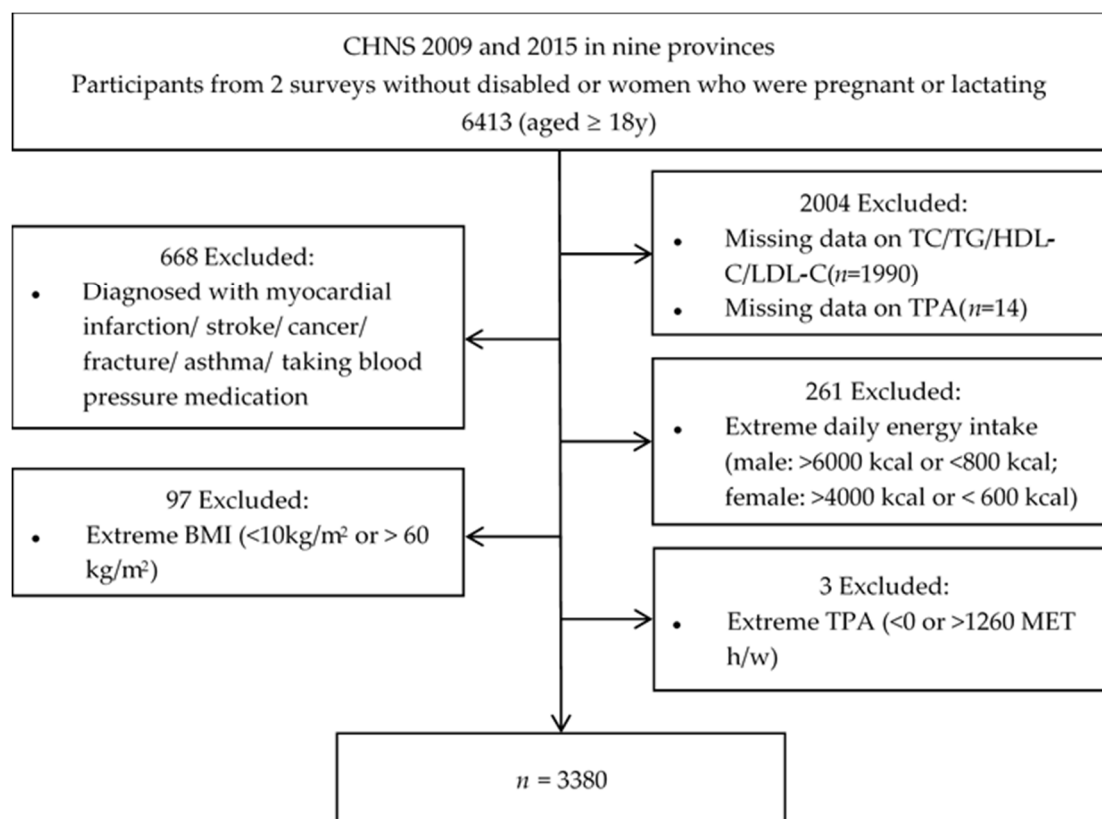 CHNS 2009 and 2015 in nine provinces
Participants from 2 surveys without disabled or women who were pregnant or lactating
6413 (aged ≥ 18y)
2004 Excluded:
• Missing data on TC/TG/HDL-
C/LDL-C(n=1990)
• Missing data on TPA(n=14)
668 Excluded:
• Diagnosed with myocardial
infarction/ stroke/ cancer/
fracture/ asthma/ taking blood
pressure medication
261 Excluded:
• Extreme daily energy intake
(male: >6000 kcal or <800 kcal;
female: >4000 kcal or < 600 kcal)
97 Excluded:
• Extreme BMI (<10kg/m² or > 60
kg/m²)
3 Excluded:
• Extreme TPA (<0 or >1260 MET
h/w)
n = 3380